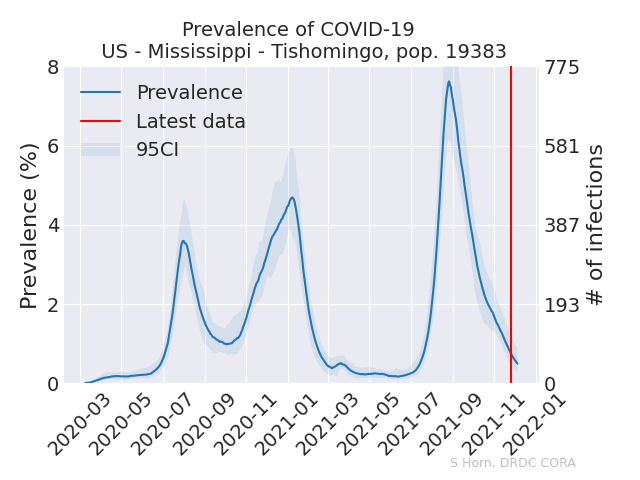 Prevalence of COVID-19
US - Mississippi - Tishomingo, pop. 19383
Prevalence
Latest data
95CI
Prevalence (%)
8
6
4
2
0
775
581
387
193
0
# of infections
2020-03
2020-05
2020-07
2020-09
2020-11
2021-01
2021-03
2021-05
2021-07
2021-09
2021-11
2022-01
S Horn, DRDC CORA